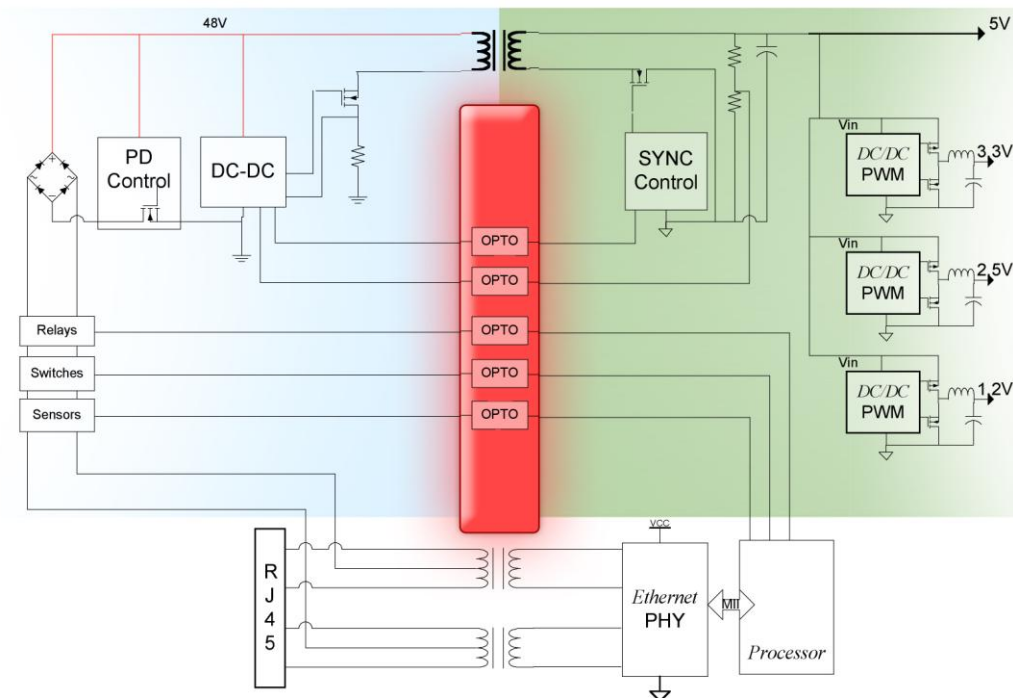 48V
5V
PD
Control
DC-DC
SYNC
Control
OPTO
OPTO
OPTO
OPTO
OPTO
Relays
Switches
Sensors
Vin
DC/DC
PWM
3,3V
Vin
DC/DC
PWM
2,5V
Vin
DC/DC
PWM
1,2V
R
J
4
5
VCC
Ethernet
PHY
MII
Processor